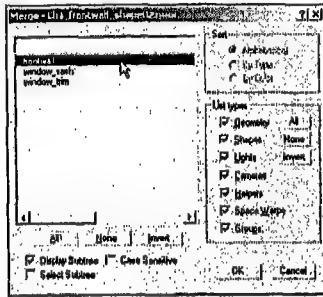 Merge - Ch3_frontwall_
Sort
Alphabetical
By Type
By Color
window_sash
window_trim
List types
Geometry All
Shapes None
Lights Invert
Cameras
Helpers
Space Warps
Groups
All None Invert
Display Subtree Case Sensitive
Select Subtree
OK Cancel